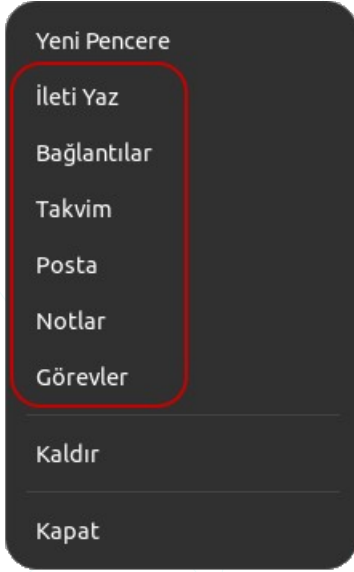 Yeni Pencere
İleti Yaz
Bağlantılar
Takvim
Posta
Notlar
Görevler
Kaldır
Kapat